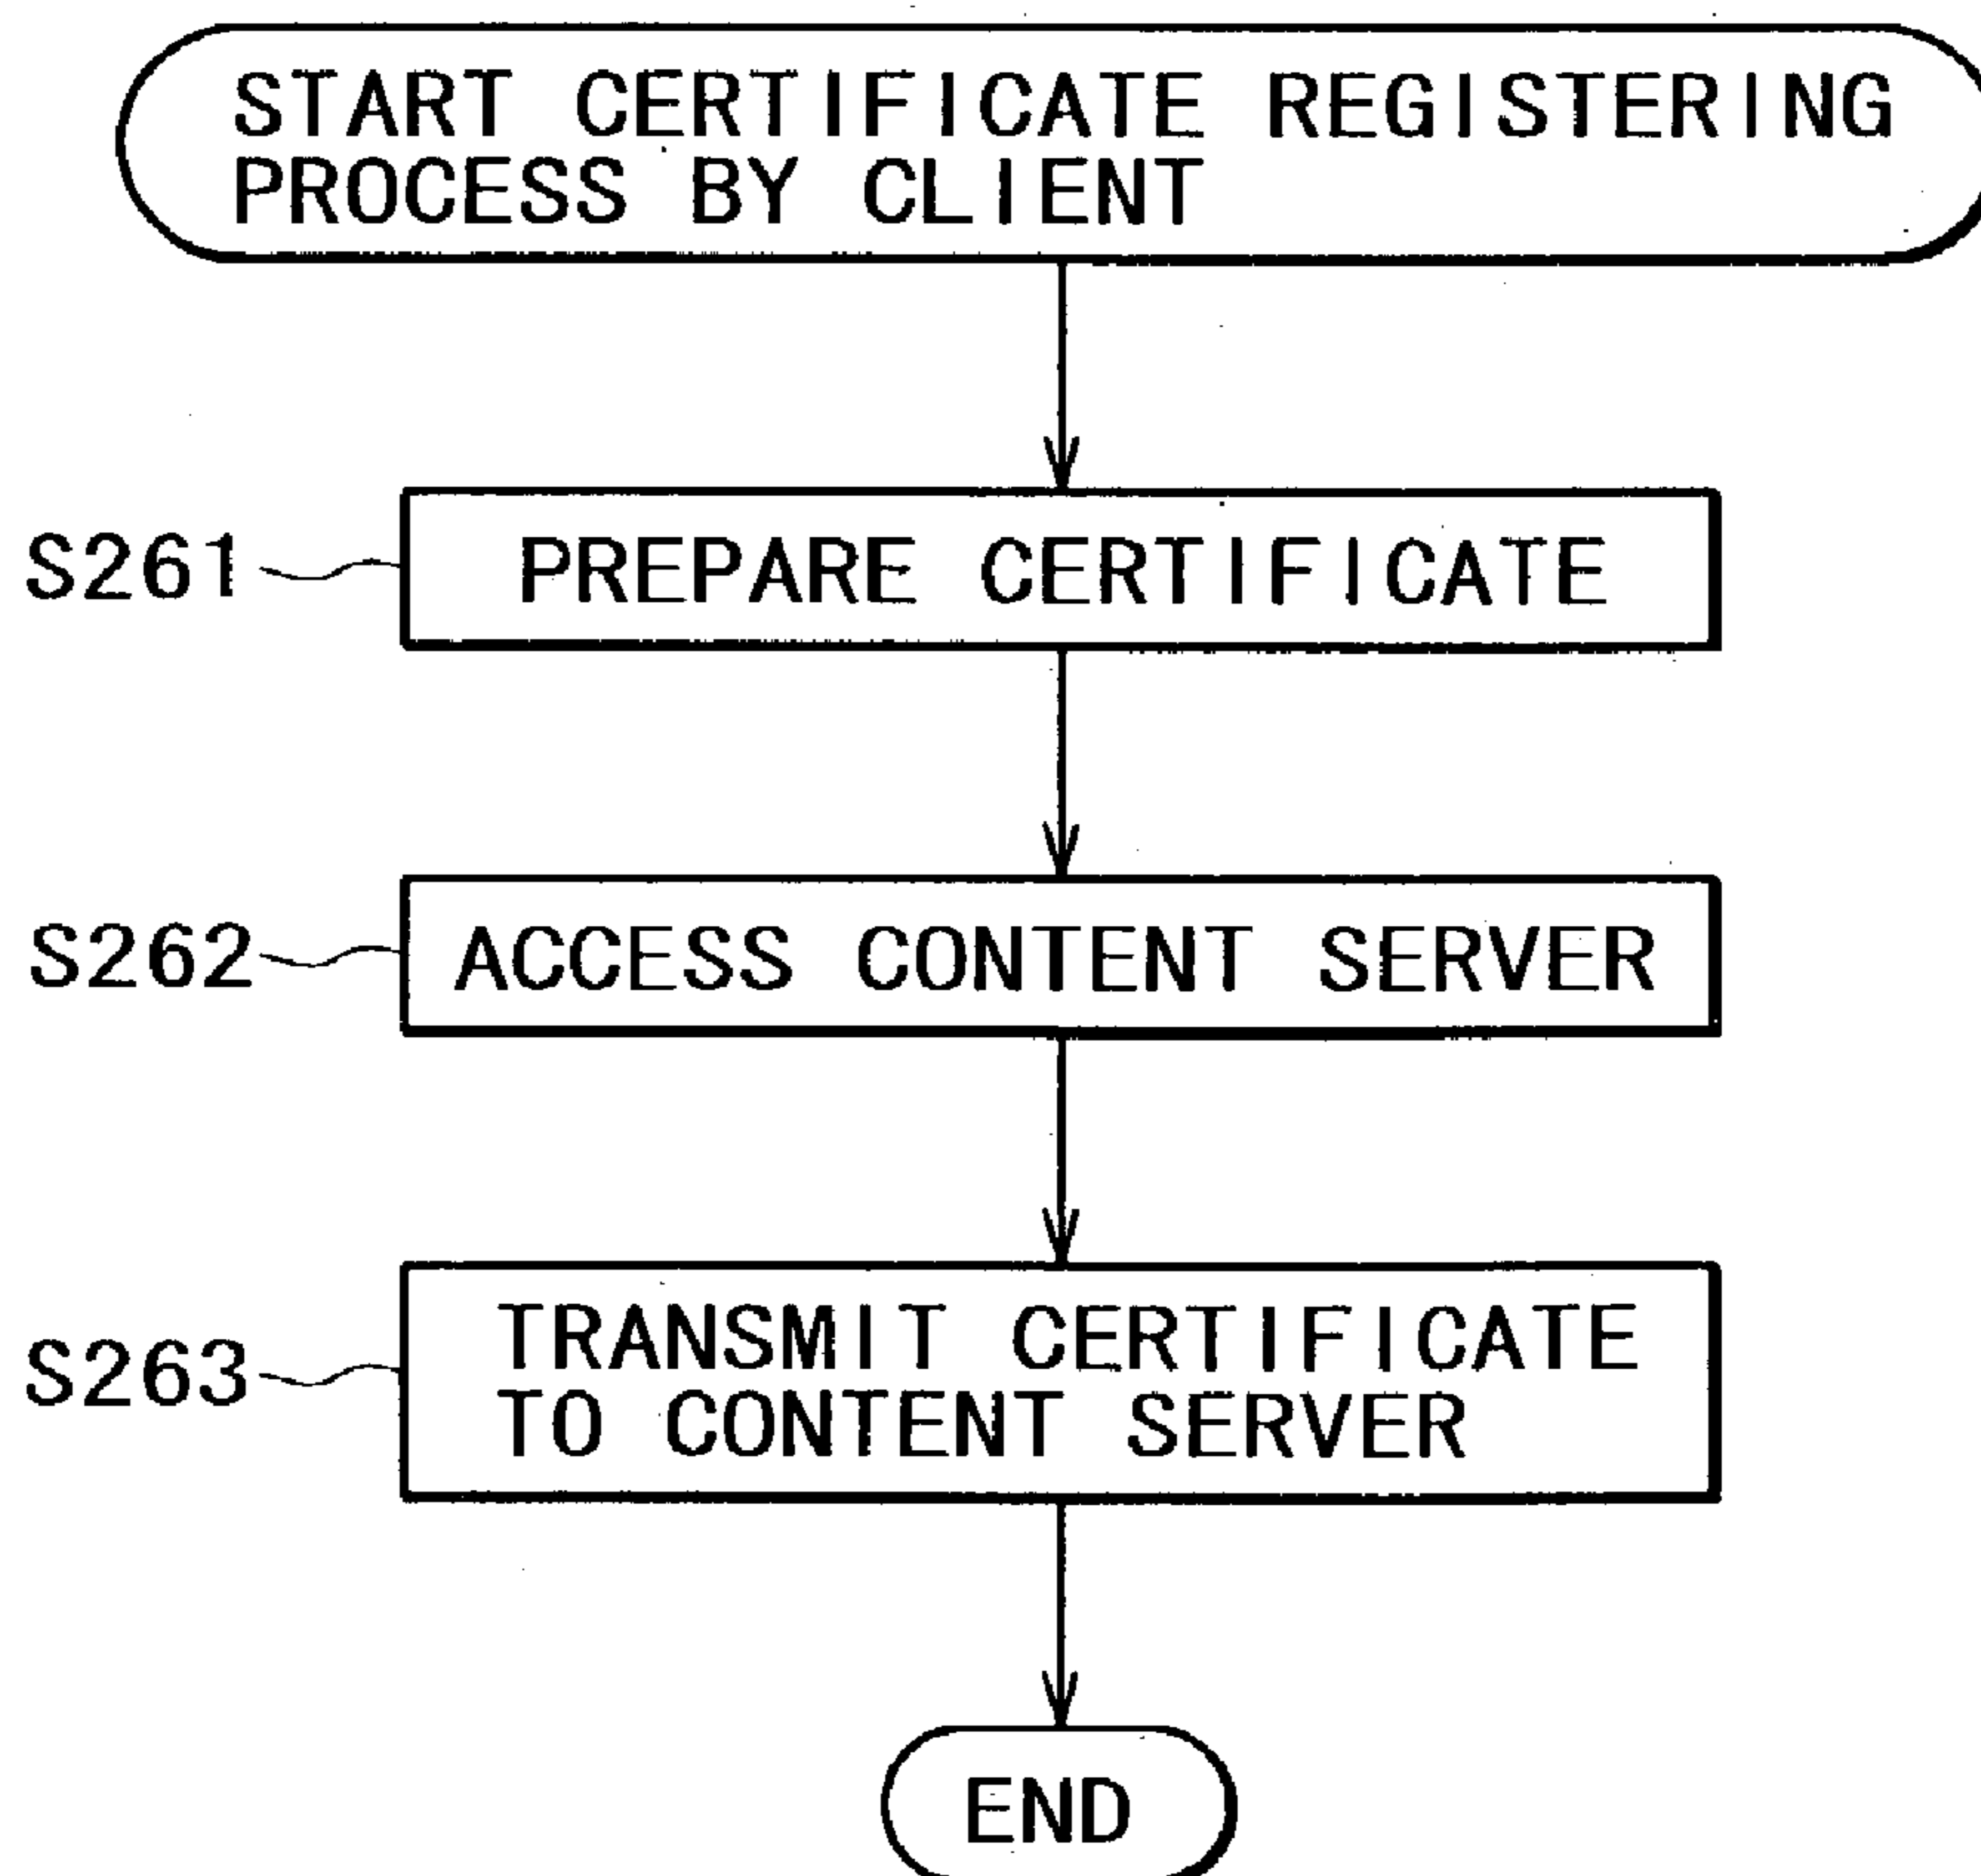 START CERTIFICATE REGISTERING
PROCESS BY CLIENT
S261
PREPARE CERTIFICATE
S262
ACCESS CONTENT SERVER
S263
TRANSMIT CERTIFICATE
TO CONTENT SERVER
END